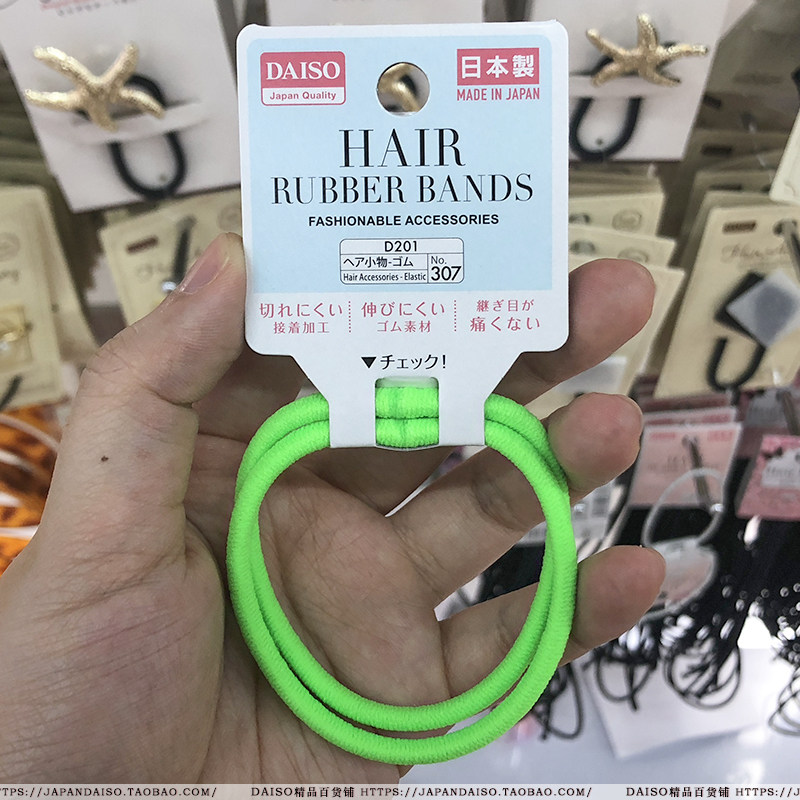 DAISO
Japan Quality
日本製
MADE IN JAPAN
HAIR
RUBBER BANDS
FASHIONABLE ACCESSORIES
D201
ヘア小物-ゴム
Hair Accessories - Elastic
No.
307
切れにくい
接着加工
伸びにくい
ゴム素材
継ぎ目が
痛くない
▼チェック!
HTTPS://JAPANDAISO.TAOBAO.COM/ DAISO精品百货铺 HTTPS://JAPANDAISO.TAOBAO.COM/ DAISO精品百货铺 HTTPS://J